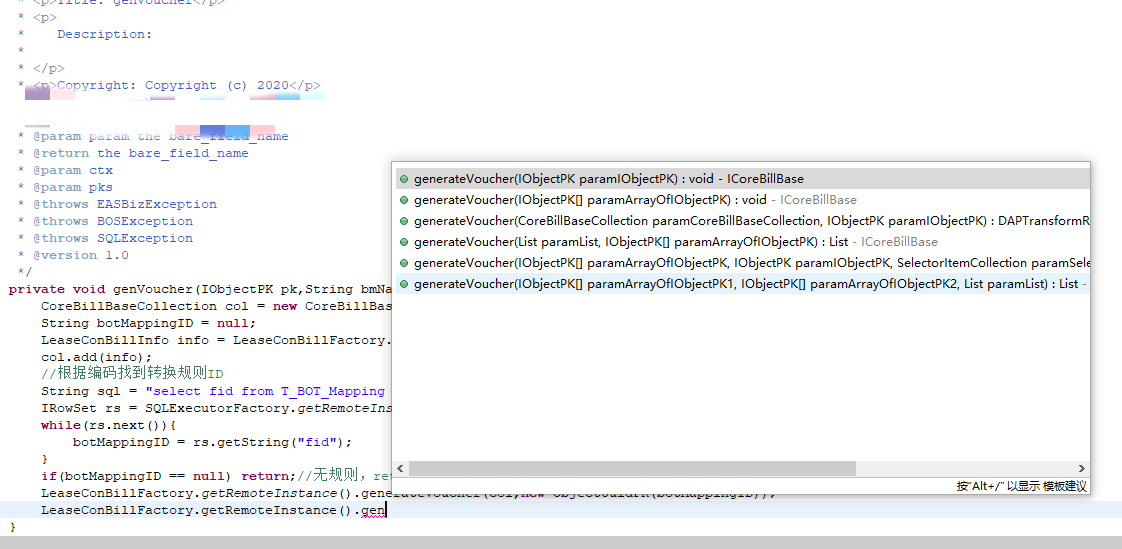 * <p>Title: genVoucher</p>
* <p>
* Description:
*
* </p>
* <p>Copyright: Copyright (c) 2020</p>
* @param param the bare_field_name
* @return the bare_field_name
* @param ctx
* @param pks
* @throws EASBizException
* @throws BOSException
* @throws SQLException
* @version 1.0
*/
private void genVoucher(IObjectPK pk,String bmNa
CoreBillBaseCollection col = new CoreBillBas
String botMappingID = null;
LeaseConBillInfo info = LeaseConBillFactory.
col.add(info);
//根据编码找到转换规则ID
String sql = "select fid from T_BOT_Mapping
IRowSet rs = SQLExecutorFactory.getRemoteIns
while(rs.next()){
botMappingID = rs.getString("fid");
}
if(botMappingID == null) return;//无规则，re
LeaseConBillFactory.getRemoteInstance().generateVoucher(col,new ObjectUuidPK(botMappingID));
LeaseConBillFactory.getRemoteInstance().gen
}
generateVoucher(IObjectPK paramIObjectPK) : void - ICoreBillBase
generateVoucher(IObjectPK[] paramArrayOfIObjectPK) : void - ICoreBillBase
generateVoucher(CoreBillBaseCollection paramCoreBillBaseCollection, IObjectPK paramIObjectPK) : DAPTransformR
generateVoucher(List paramList, IObjectPK[] paramArrayOfIObjectPK) : List - ICoreBillBase
generateVoucher(IObjectPK[] paramArrayOfIObjectPK, IObjectPK paramIObjectPK, SelectorItemCollection paramSele
generateVoucher(IObjectPK[] paramArrayOfIObjectPK1, IObjectPK[] paramArrayOfIObjectPK2, List paramList) : List -
按"Alt+/" 以显示 模板建议